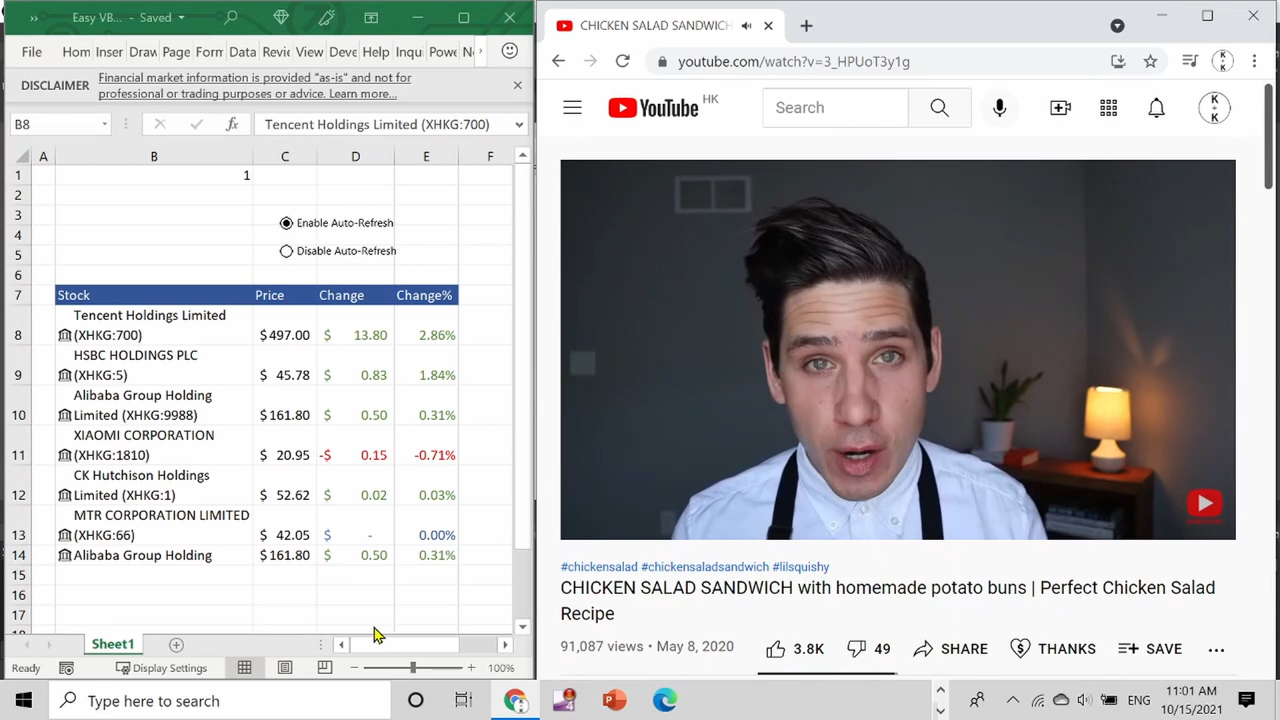 Easy VB... - Saved
File Hom Inser Draw Page Form Data Revie View Deve Help Inqu Powe N
DISCLAIMER Financial market information is provided "as-is" and not for
professional or trading purposes or advice. Learn more...
B8 fx Tencent Holdings Limited (XHKG:700)
A B C D E F
1 1
2
3 Enable Auto-Refresh
4
5 Disable Auto-Refresh
6
7 Stock Price Change Change%
Tencent Holdings Limited
8 (XHKG:700) $497.00 $ 13.80 2.86%
HSBC HOLDINGS PLC
9 (XHKG:5) $ 45.78 $ 0.83 1.84%
Alibaba Group Holding
10 Limited (XHKG:9988) $161.80 $ 0.50 0.31%
XIAOMI CORPORATION
11 (XHKG:1810) $ 20.95 -$ 0.15 -0.71%
CK Hutchison Holdings
12 Limited (XHKG:1) $ 52.62 $ 0.02 0.03%
MTR CORPORATION LIMITED
13 (XHKG:66) $ 42.05 $ - 0.00%
14 Alibaba Group Holding $161.80 $ 0.50 0.31%
15
16
17
Sheet1
Ready Display Settings 100%
CHICKEN SALAD SANDWICH
youtube.com/watch?v=3_HPUoT3y1g
K + K
YouTube HK
Search
K + K
#chickensalad #chickensaladsandwich #lilsquishy
CHICKEN SALAD SANDWICH with homemade potato buns | Perfect Chicken Salad
Recipe
91,087 views • May 8, 2020 3.8K 49 SHARE THANKS SAVE ...
Type here to search
ENG
11:01 AM
10/15/2021